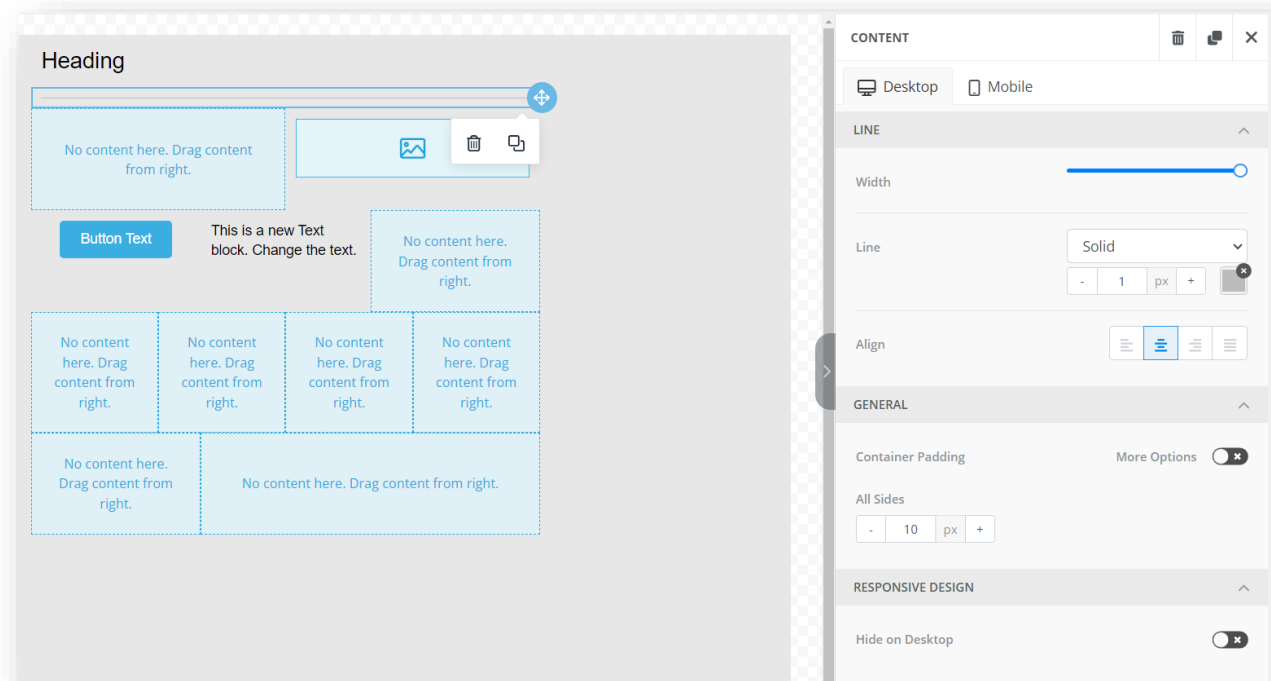 Heading
No content here. Drag content
from right.
Button Text
This is a new Text
block. Change the text.
No content here.
Drag content from
right.
No content
here. Drag
content from
right.
No content
here. Drag
content from
right.
No content
here. Drag
content from
right.
No content
here. Drag
content from
right.
No content here.
Drag content from
right.
No content here. Drag content from right.
CONTENT
Desktop
Mobile
LINE
Width
Line
Solid
- 1 px +
Align
GENERAL
Container Padding
More Options
All Sides
- 10 px +
RESPONSIVE DESIGN
Hide on Desktop